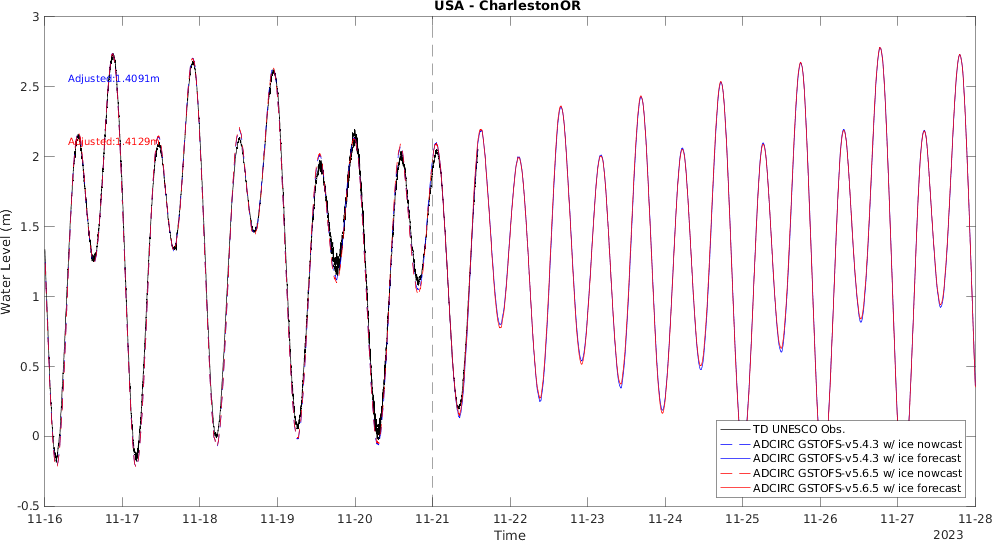 USA - CharlestonOR
3
2.5
2
1.5
1
0.5
0
-0.5
Water Level (m)
Adjusted:1.4091m
Adjusted:1.4129m
TD UNESCO Obs.
ADCIRC GSTOFS-v5.4.3 w/ ice nowcast
ADCIRC GSTOFS-v5.4.3 w/ ice forecast
ADCIRC GSTOFS-v5.6.5 w/ ice nowcast
ADCIRC GSTOFS-v5.6.5 w/ ice forecast
11-16 11-17 11-18 11-19 11-20 11-21 11-22 11-23 11-24 11-25 11-26 11-27 11-28
Time
2023